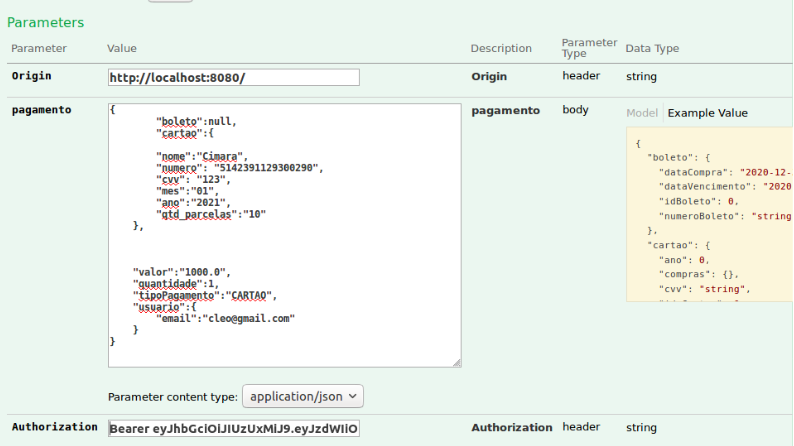 Parameters
Parameter Value Description Parameter Type Data Type
Origin http://localhost:8080/ Origin header string
pagamento pagamento body Model Example Value
{
"boleto":null,
"cartao":{
"nome":"Cimara",
"numero": "5142391129300290",
"cvv": "123",
"mes":"01",
"ano":"2021",
"qtd_parcelas":"10"
},
"valor":"1000.0",
"quantidade":1,
"tipoPagamento":"CARTAO",
"usuario":{
"email":"cleo@gmail.com"
}
}
{
"boleto": {
"dataCompra": "2020-12-
"dataVencimento": "2020
"idBoleto": 0,
"numeroBoleto": "string
},
"cartao": {
"ano": 0,
"compras": {},
"cvv": "string",
Parameter content type: application/json
Authorization Bearer eyJhbGciOiJIUzUxMiJ9.eyJzdWIiO Authorization header string